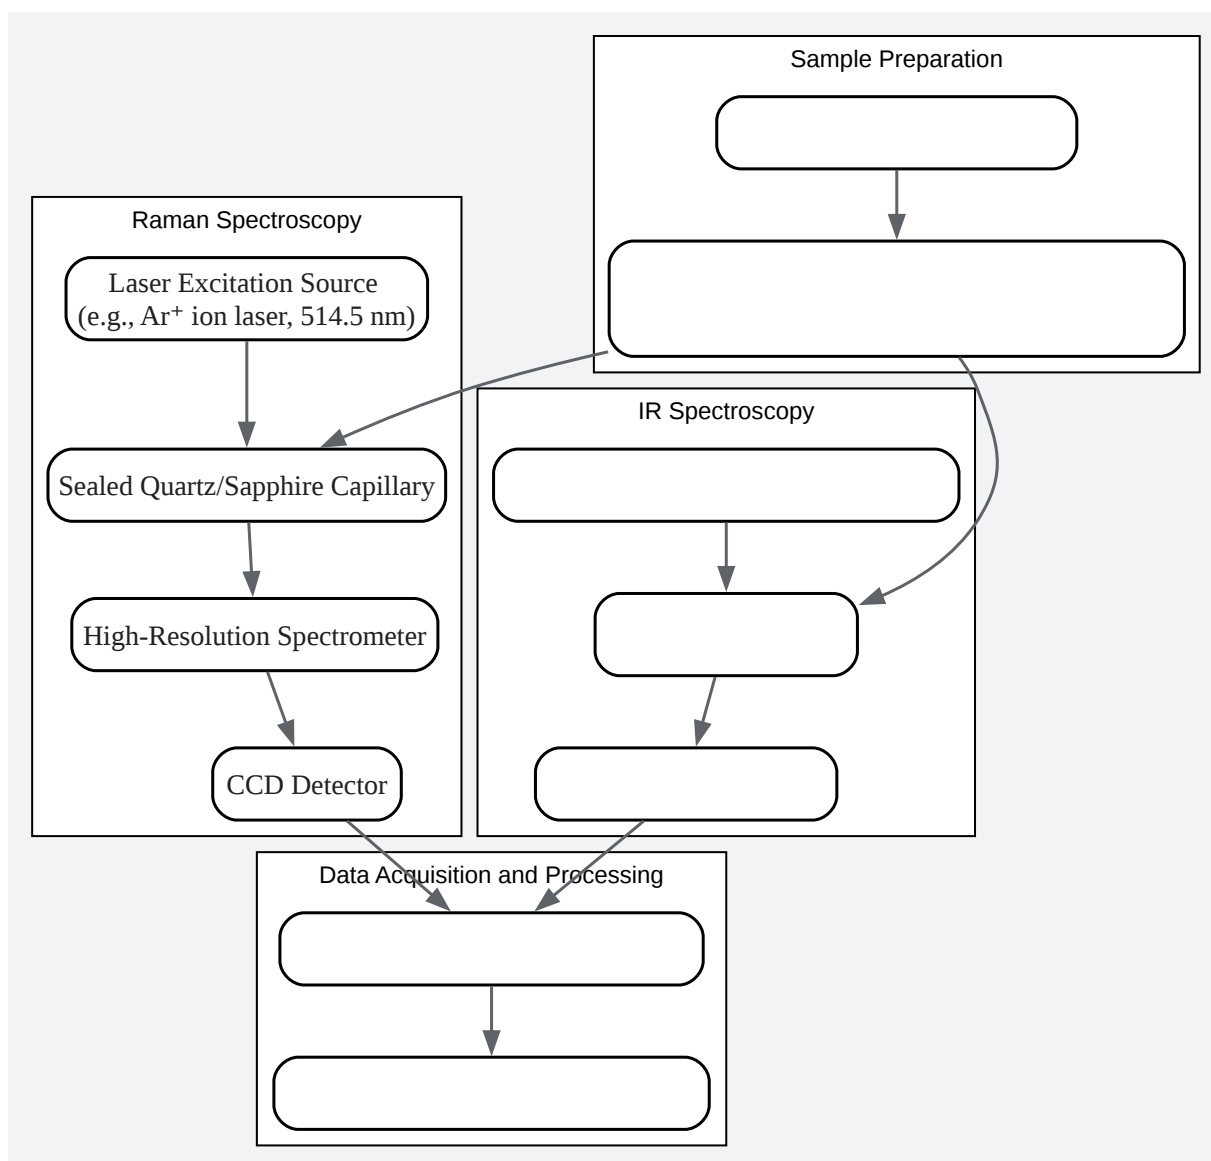 Sample Preparation
Raman Spectroscopy
Laser Excitation Source
(e.g., Ar⁺ ion laser, 514.5 nm)
IR Spectroscopy
Sealed Quartz/Sapphire Capillary
High-Resolution Spectrometer
CCD Detector
Data Acquisition and Processing